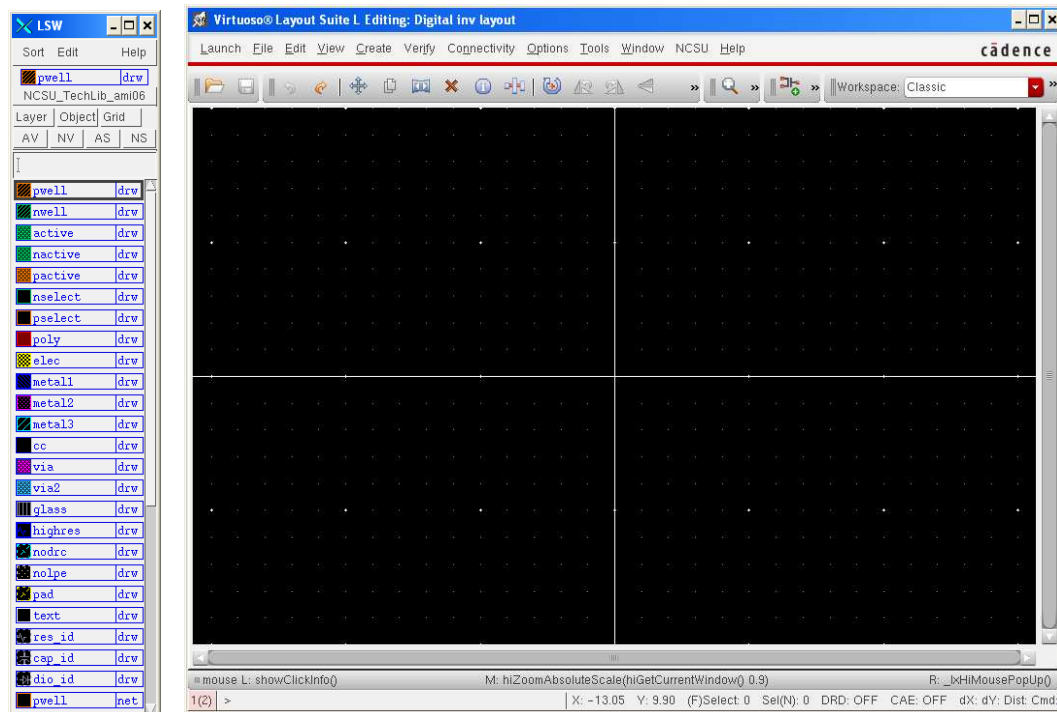 LSW
Sort Edit Help
pwell drw
NCSU_TechLib_ami06
Layer Object Grid
AV NV AS NS
pwell drw
nwell drw
active drw
nactive drw
pactive drw
nselect drw
pselect drw
poly drw
elec drw
metal1 drw
metal2 drw
metal3 drw
cc drw
via drw
via2 drw
glass drw
highres drw
nodrc drw
nolpe drw
pad drw
text drw
res_id drw
cap_id drw
dio_id drw
pwell net
Virtuoso® Layout Suite L Editing: Digital inv layout
Launch File Edit View Create Verify Connectivity Options Tools Window NCSU Help
cādence
» » » Workspace: Classic »
mouse L: showClickInfo() M: hiZoomAbsoluteScale(hiGetCurrentWindow() 0.9) R: _lxHiMousePopUp()
1(2) > X: -13.05 Y: 9.90 (F)Select: 0 Sel(N): 0 DRD: OFF CAE: OFF dX: dY: Dist: Cmd: